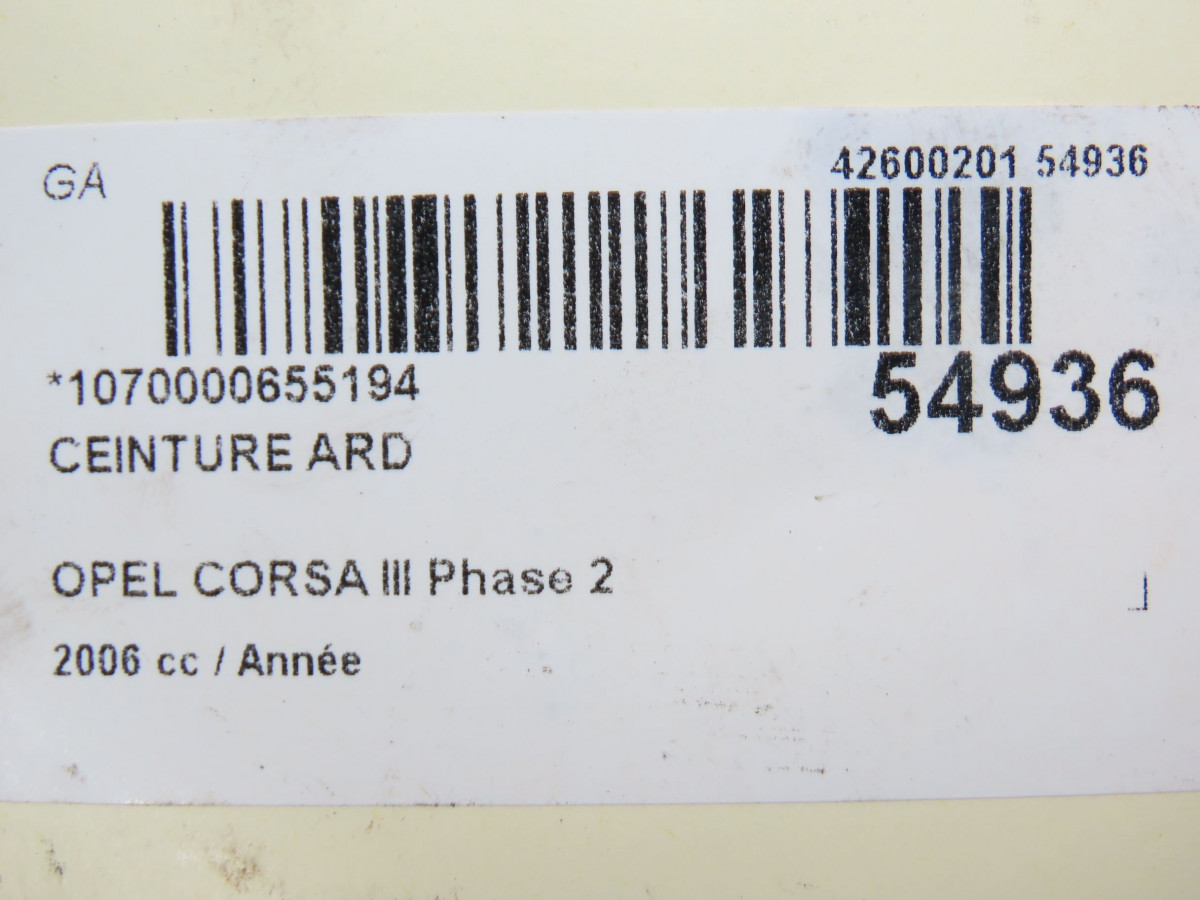 GA
42600201 54936
*1070000655194
54936
CEINTURE ARD
OPEL CORSA III Phase 2
2006 cc / Année